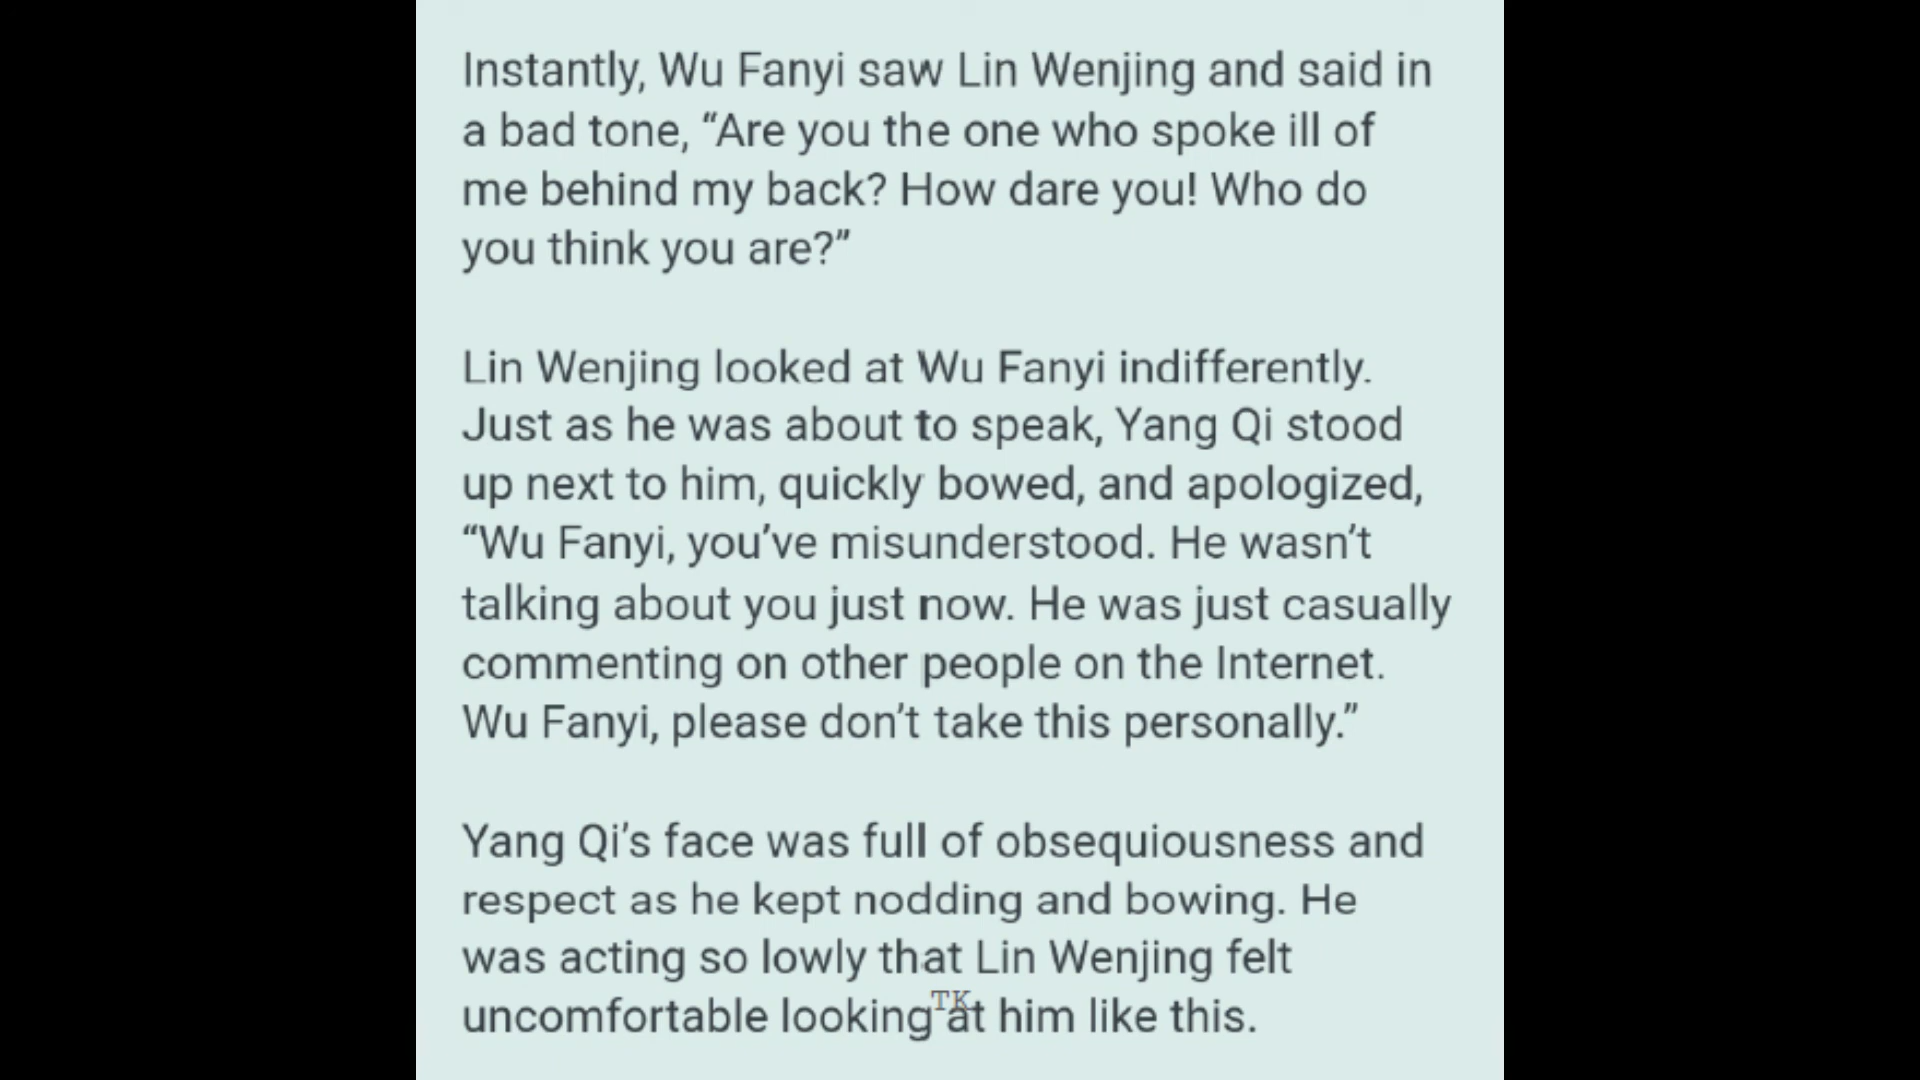 Instantly, Wu Fanyi saw Lin Wenjing and said in
a bad tone, “Are you the one who spoke ill of
me behind my back? How dare you! Who do
you think you are?”
Lin Wenjing looked at Wu Fanyi indifferently.
Just as he was about to speak, Yang Qi stood
up next to him, quickly bowed, and apologized,
“Wu Fanyi, you’ve misunderstood. He wasn’t
talking about you just now. He was just casually
commenting on other people on the Internet.
Wu Fanyi, please don’t take this personally.”
Yang Qi’s face was full of obsequiousness and
respect as he kept nodding and bowing. He
was acting so lowly that Lin Wenjing felt
uncomfortable looking at him like this.
TK